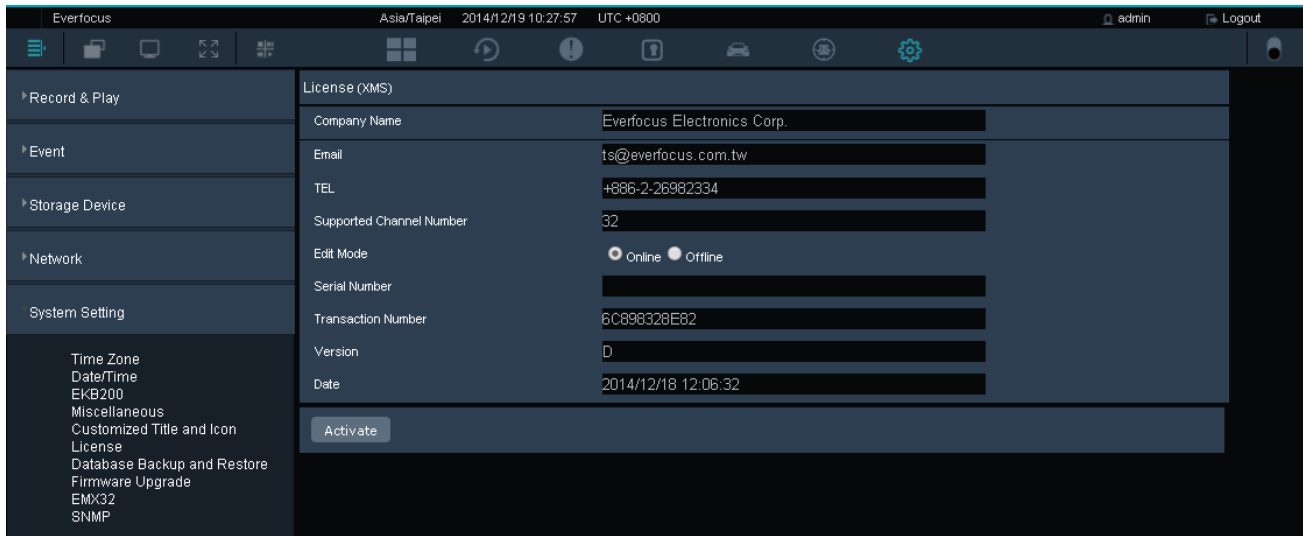 Everfocus Asia/Taipei 2014/12/19 10:27:57 UTC +0800 admin Logout
Record & Play
Event
Storage Device
Network
System Setting
Time Zone
Date/Time
EKB200
Miscellaneous
Customized Title and Icon
License
Database Backup and Restore
Firmware Upgrade
EMX32
SNMP
License (XMS)
Company Name Everfocus Electronics Corp.
Email ts@everfocus.com.tw
TEL +886-2-26982334
Supported Channel Number 32
Edit Mode Online Offline
Serial Number
Transaction Number 6C898328E82
Version D
Date 2014/12/18 12:06:32
Activate